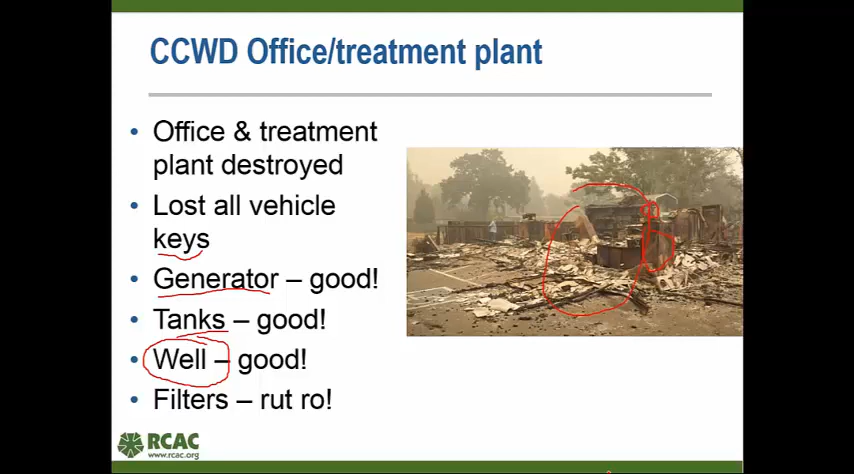 CCWD Office/treatment plant
• Office & treatment
plant destroyed
• Lost all vehicle
keys
• Generator – good!
• Tanks – good!
• Well – good!
• Filters – rut ro!
RCAC
www.rcac.org